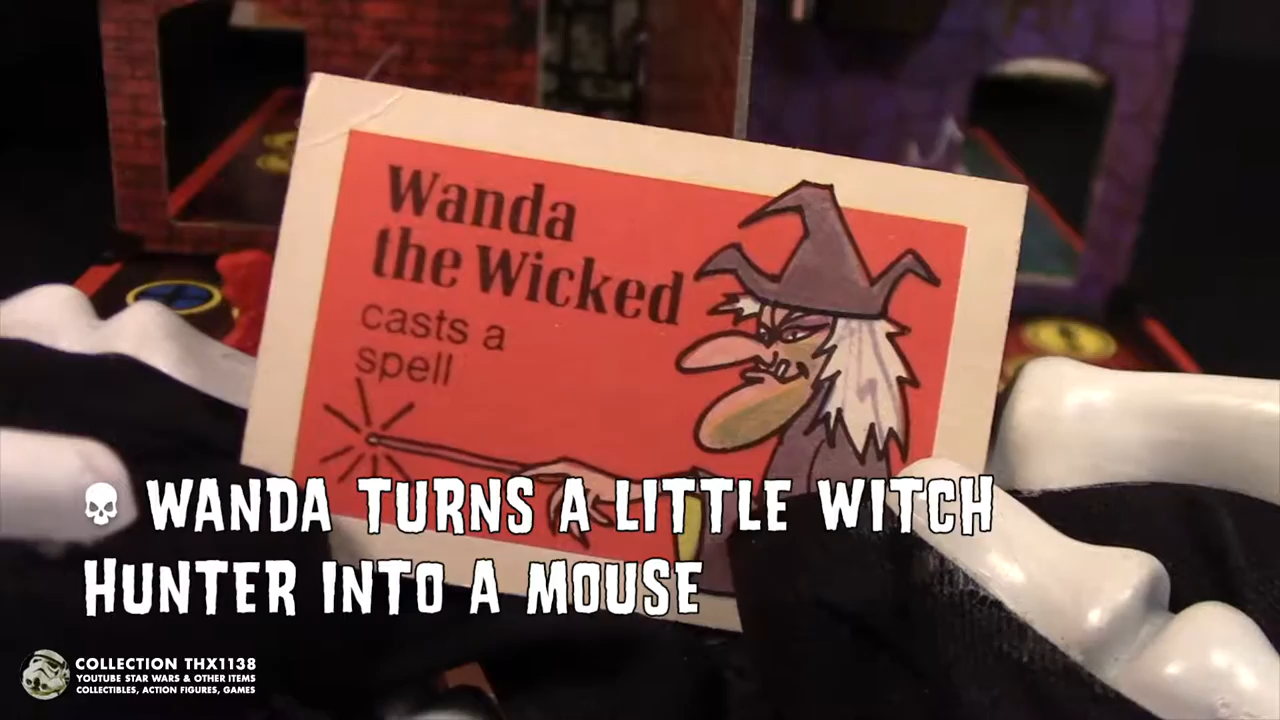 Wanda
the Wicked
casts a
spell
WANDA TURNS A LITTLE WITCH
HUNTER INTO A MOUSE
COLLECTION THX1138
YOUTUBE STAR WARS & OTHER ITEMS
COLLECTIBLES, ACTION FIGURES, GAMES